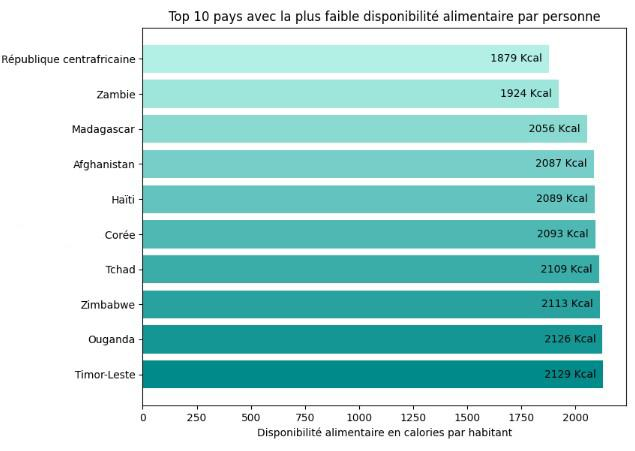 Top 10 pays avec la plus faible disponibilité alimentaire par personne
République centrafricaine
1879 Kcal
Zambie
1924 Kcal
Madagascar
2056 Kcal
Afghanistan
2087 Kcal
Haïti
2089 Kcal
Corée
2093 Kcal
Tchad
2109 Kcal
Zimbabwe
2113 Kcal
Ouganda
2126 Kcal
Timor-Leste
2129 Kcal
0 250 500 750 1000 1250 1500 1750 2000
Disponibilité alimentaire en calories par habitant